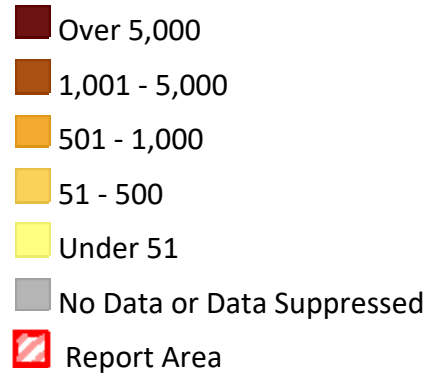 Over 5,000
1,001 - 5,000
501 - 1,000
51 - 500
Under 51
No Data or Data Suppressed
Report Area